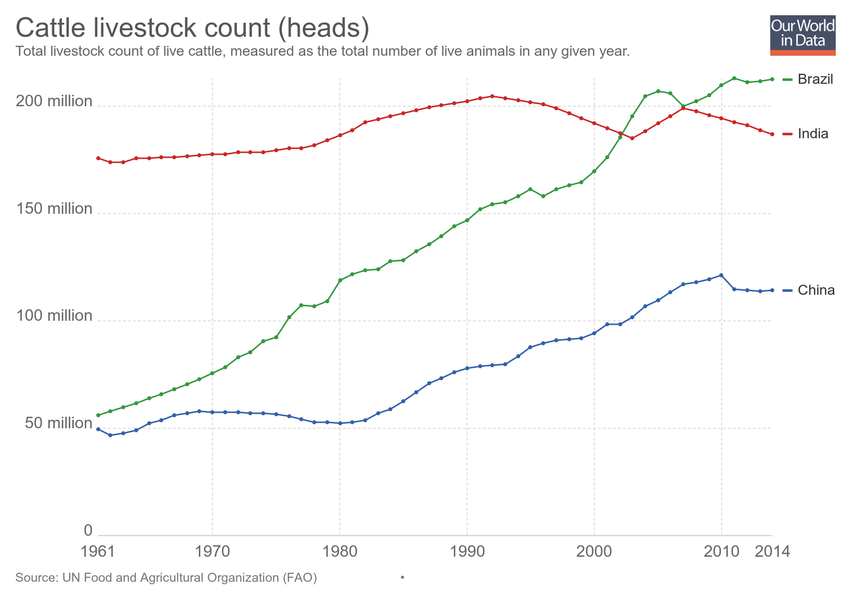 Cattle livestock count (heads)
Total livestock count of live cattle, measured as the total number of live animals in any given year.
Our World
in Data
Brazil
200 million
India
150 million
China
100 million
50 million
0
1961 1970 1980 1990 2000 2010 2014
Source: UN Food and Agricultural Organization (FAO) •